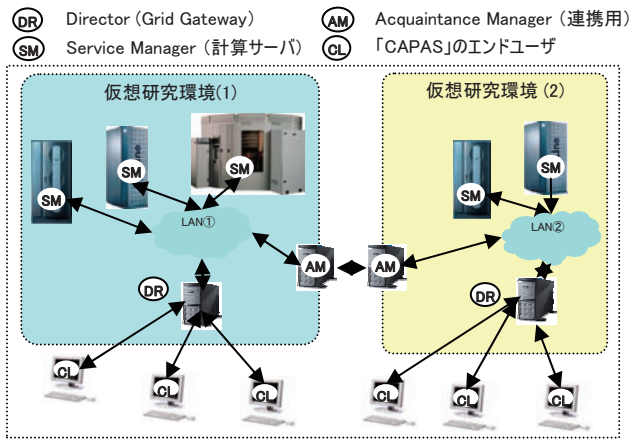 DR Director (Grid Gateway) AM Acquaintance Manager (連携用)
SM Service Manager (計算サーバ) CL 「CAPAS」のエンドユーザ
仮想研究環境(1) 仮想研究環境 (2)
SM SM SM SM SM
LAN① LAN②
AM AM
DR DR
CL CL CL CL CL CL